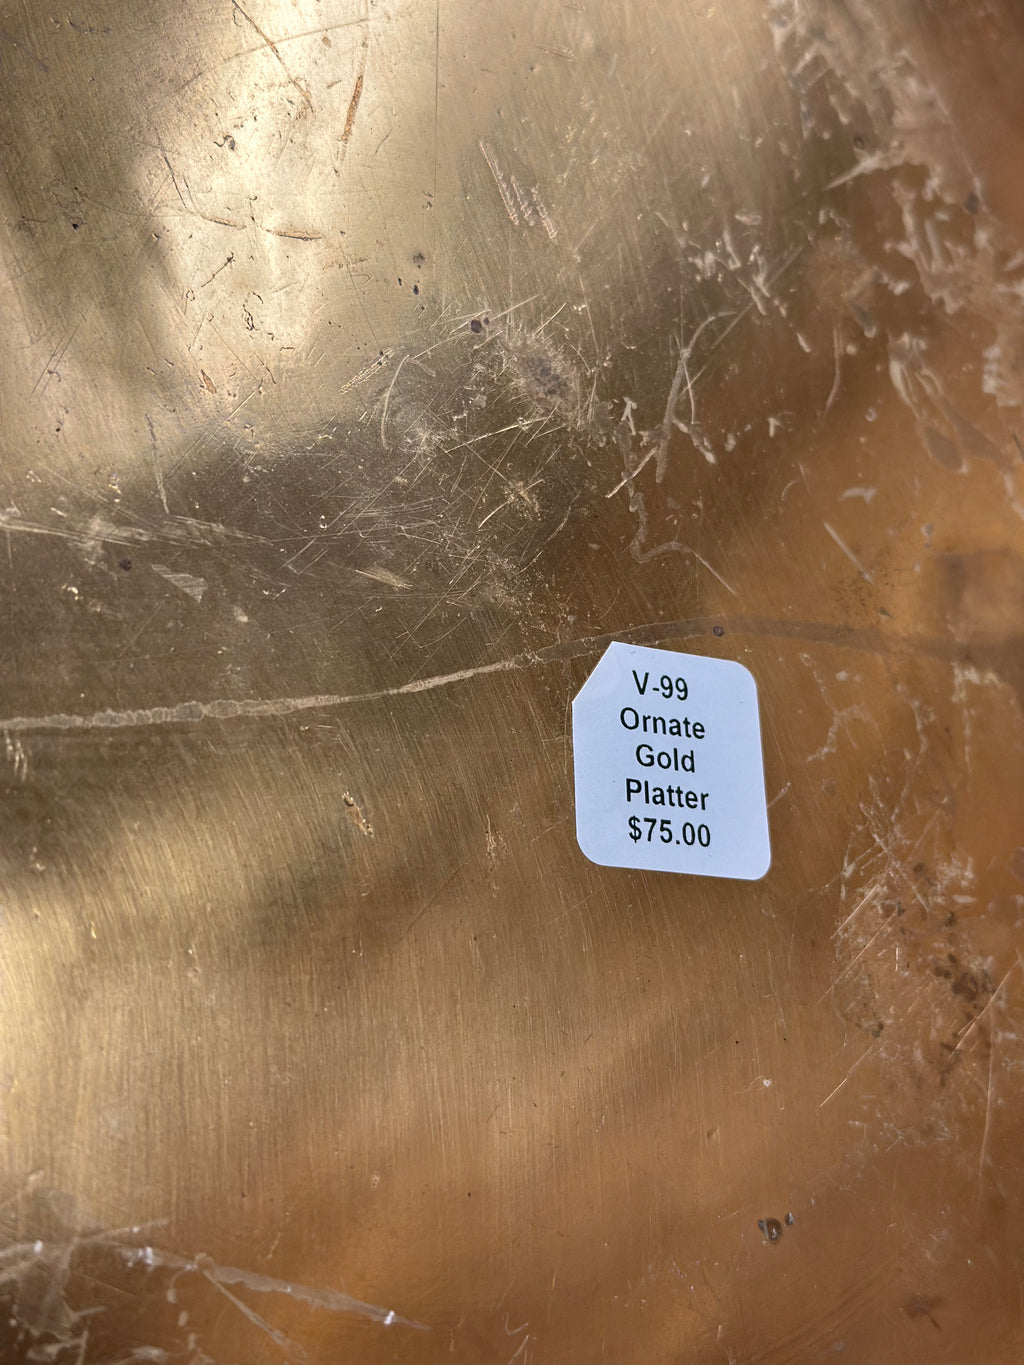 V-99
Ornate
Gold
Platter
$75.00